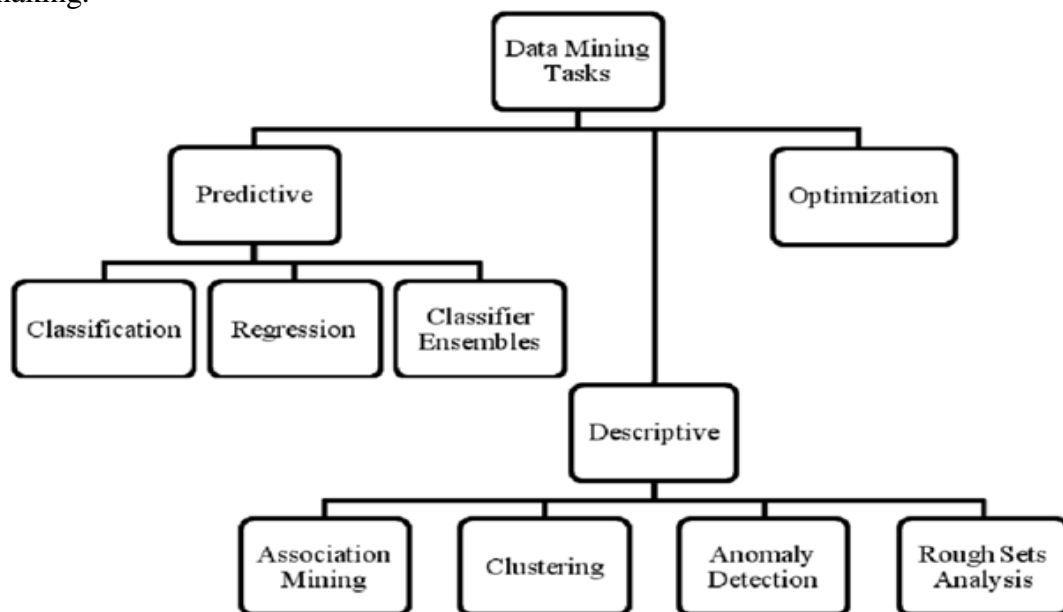 Data Mining
Tasks
Predictive
Optimization
Classification
Regression
Classifier
Ensembles
Descriptive
Association
Mining
Clustering
Anomaly
Detection
Rough Sets
Analysis